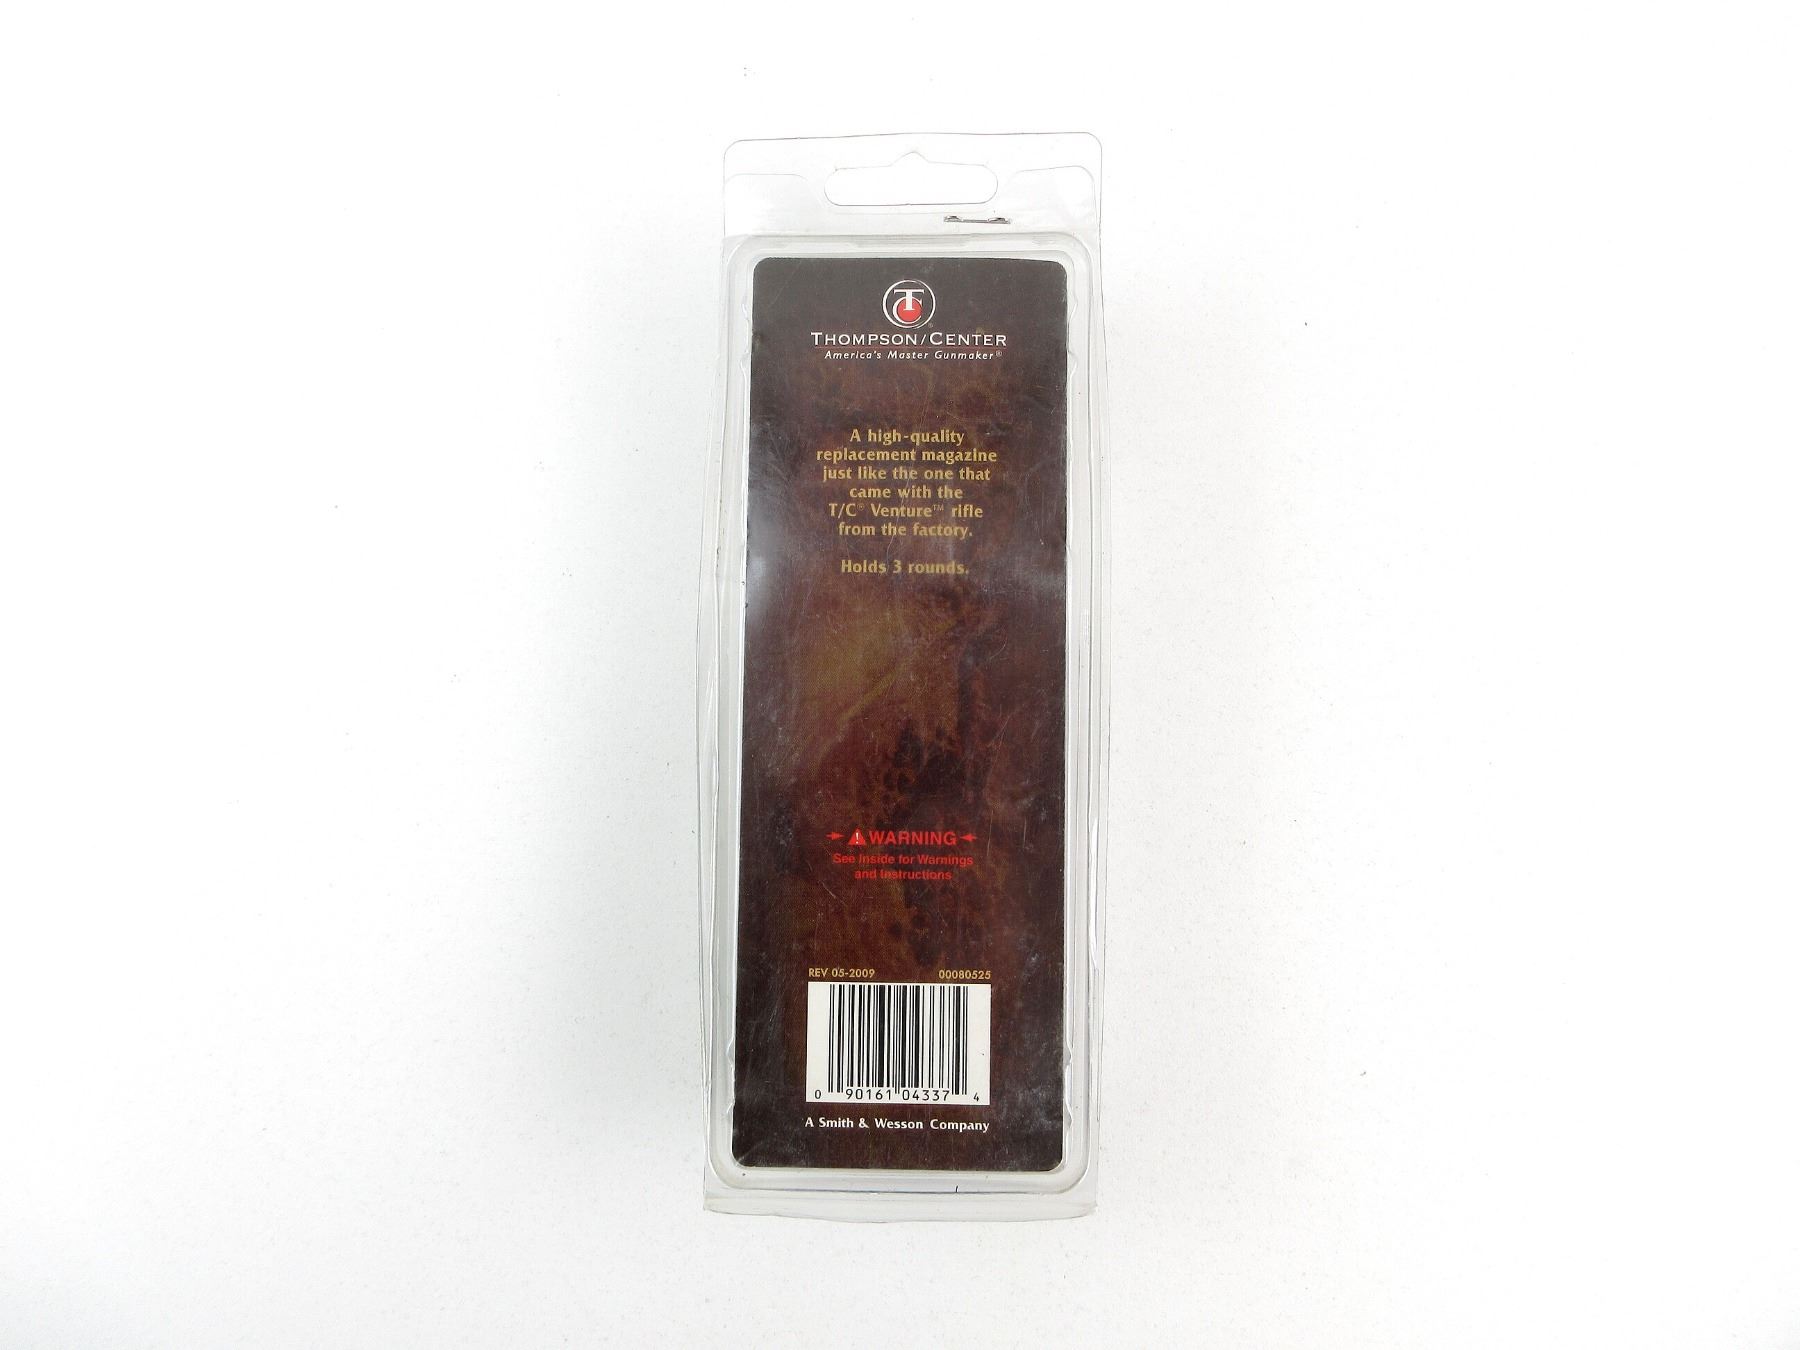 TC®
THOMPSON/CENTER
America's Master Gunmaker®
A high-quality
replacement magazine
just like the one that
came with the
T/C® Venture™ rifle
from the factory.
Holds 3 rounds.
WARNING
See Inside for Warnings
and Instructions
REV 05-2009 00080525
0 90161 04337 4
A Smith & Wesson Company